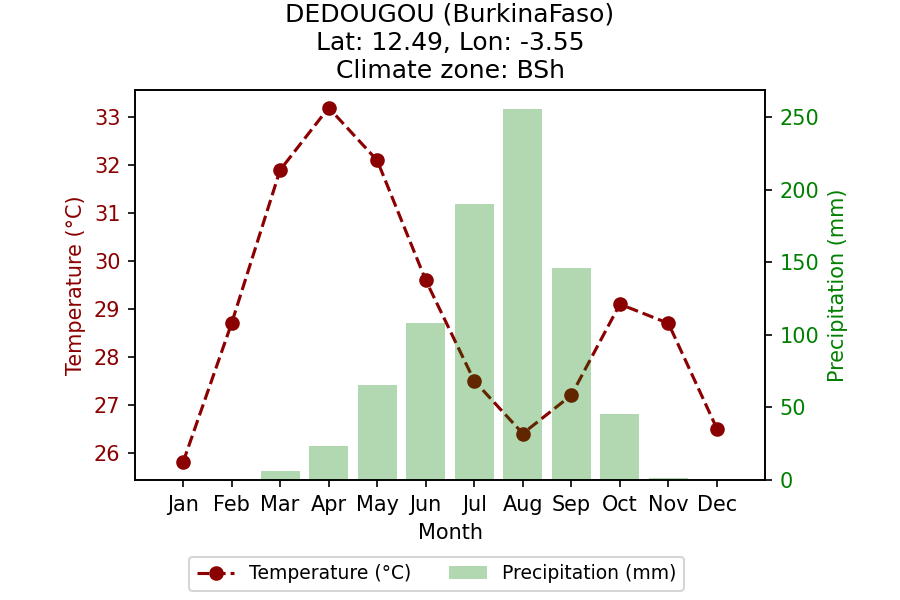 DEDOUGOU (BurkinaFaso)
Lat: 12.49, Lon: -3.55
Climate zone: BSh
33
32
31
30
29
28
27
26
Temperature (°C)
250
200
150
100
50
0
Precipitation (mm)
Jan Feb Mar Apr May Jun Jul Aug Sep Oct Nov Dec
Month
Temperature (°C) Precipitation (mm)